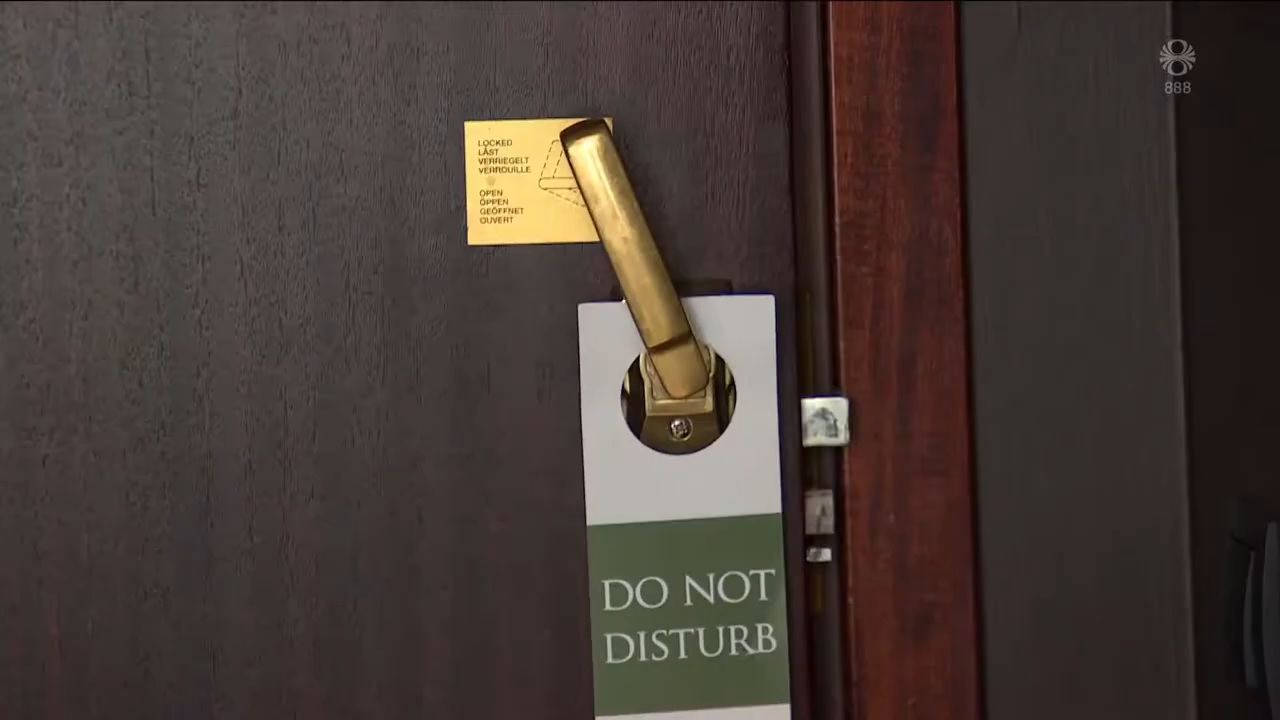 888
LOCKED
LÅST
VERRIEGELT
VERROUILLE
OPEN
ÖPPEN
GEÖFFNET
OUVERT
DO NOT
DISTURB